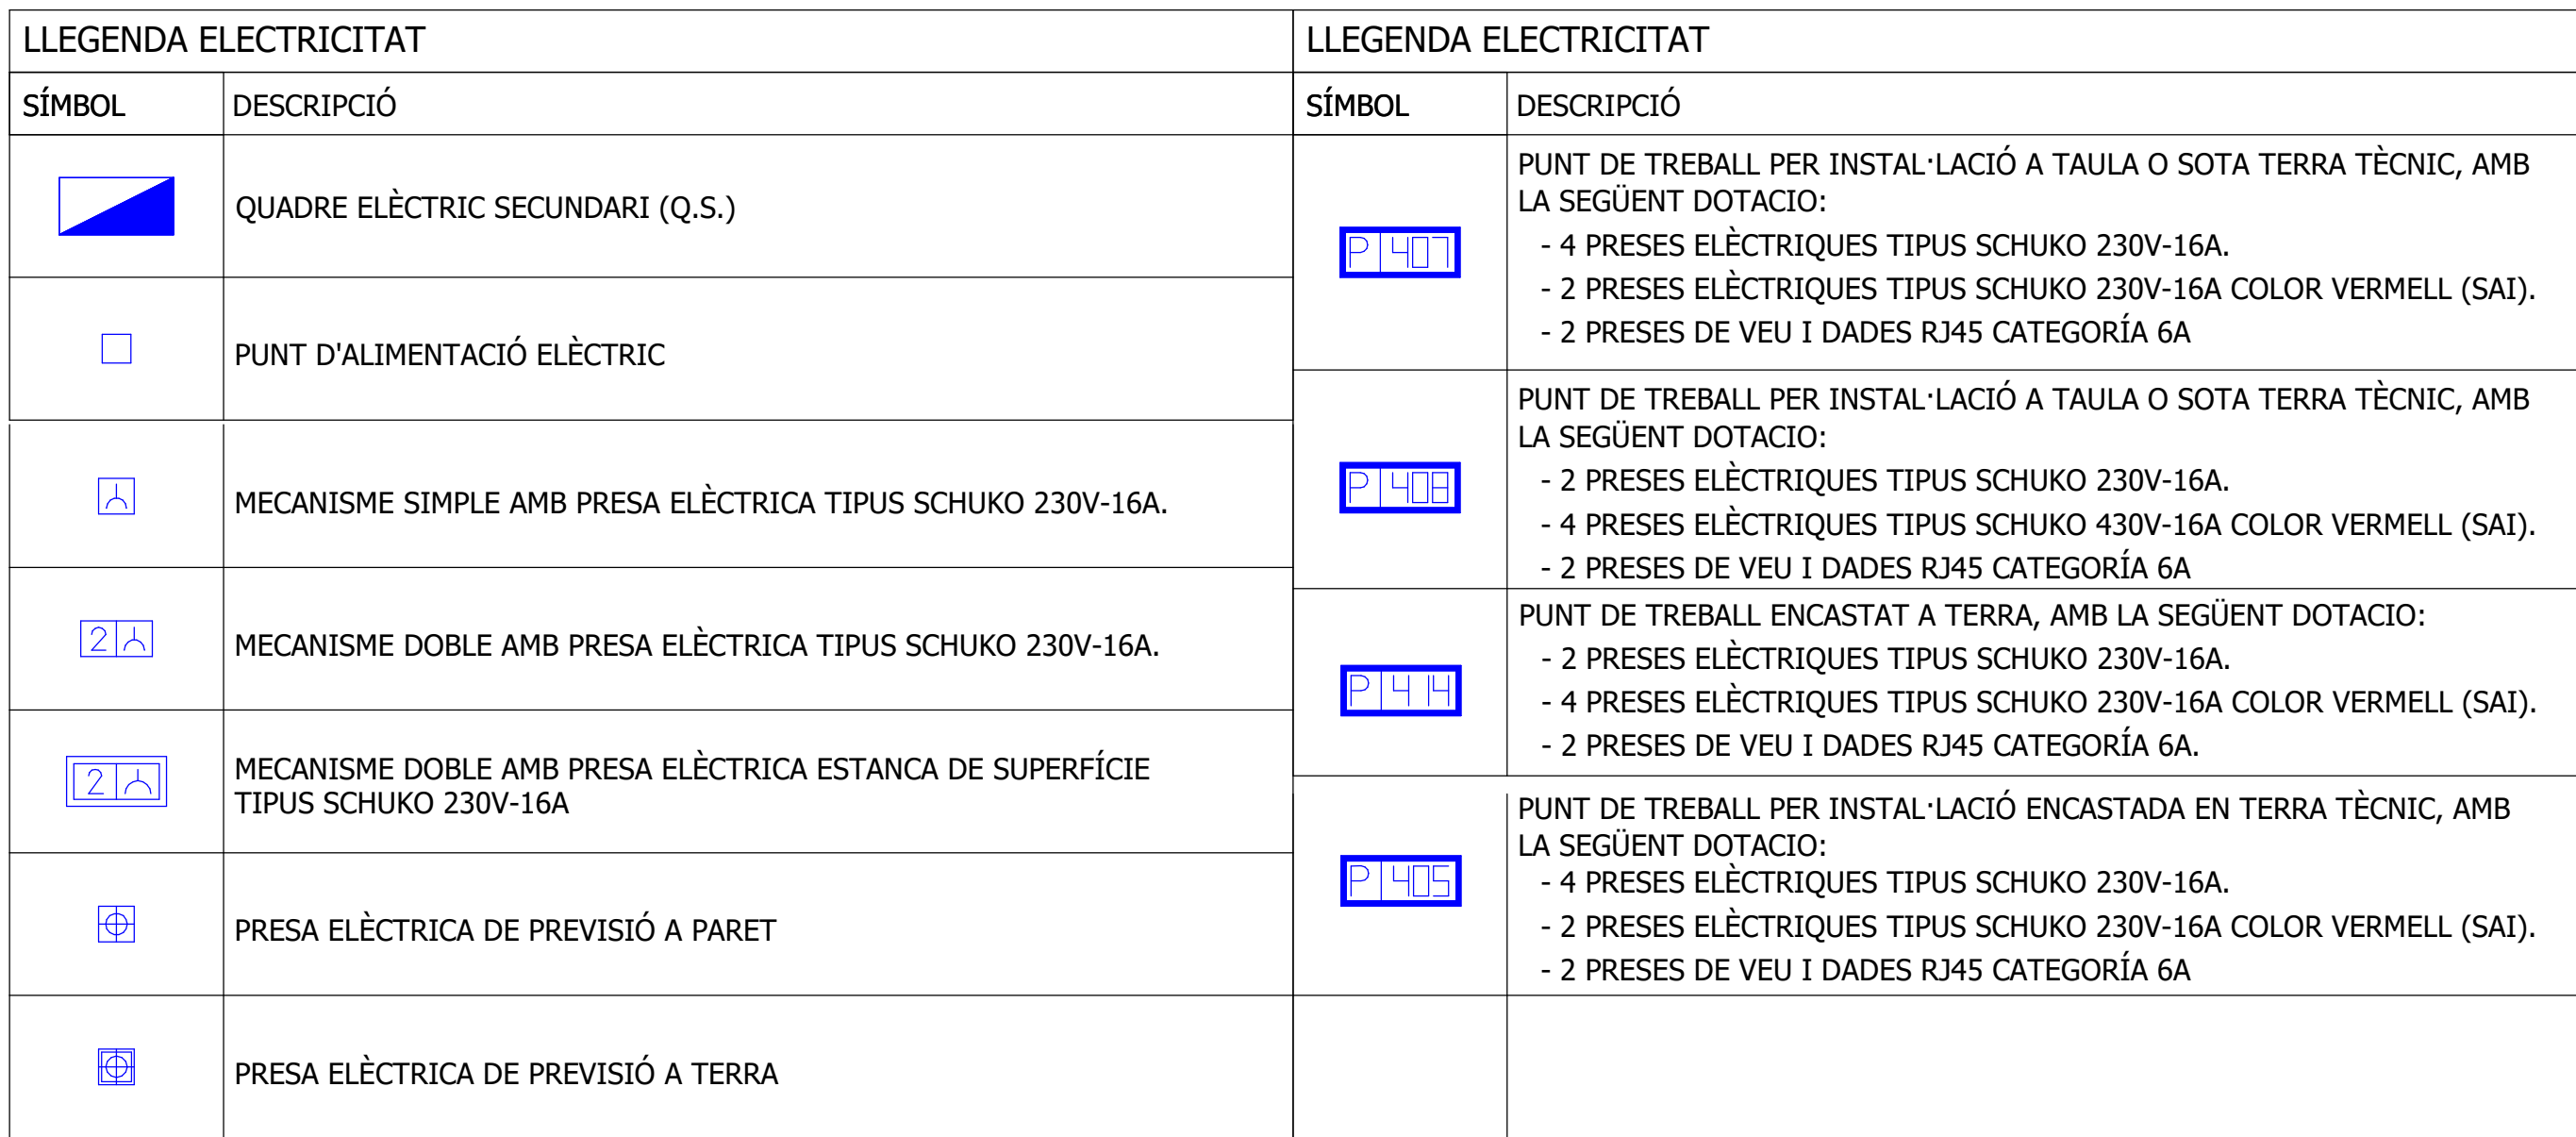 LLEGENDA ELECTRICITAT
SÍMBOL DESCRIPCIÓ
QUADRE ELÈCTRIC SECUNDARI (Q.S.)
PUNT D'ALIMENTACIÓ ELÈCTRIC
MECANISME SIMPLE AMB PRESA ELÈCTRICA TIPUS SCHUKO 230V-16A.
2 MECANISME DOBLE AMB PRESA ELÈCTRICA TIPUS SCHUKO 230V-16A.
2 MECANISME DOBLE AMB PRESA ELÈCTRICA ESTANCA DE SUPERFÍCIE
TIPUS SCHUKO 230V-16A
PRESA ELÈCTRICA DE PREVISIÓ A PARET
PRESA ELÈCTRICA DE PREVISIÓ A TERRA
LLEGENDA ELECTRICITAT
SÍMBOL DESCRIPCIÓ
P 407
PUNT DE TREBALL PER INSTAL·LACIÓ A TAULA O SOTA TERRA TÈCNIC, AMB
LA SEGÜENT DOTACIO:
- 4 PRESES ELÈCTRIQUES TIPUS SCHUKO 230V-16A.
- 2 PRESES ELÈCTRIQUES TIPUS SCHUKO 230V-16A COLOR VERMELL (SAI).
- 2 PRESES DE VEU I DADES RJ45 CATEGORÍA 6A
P 408
PUNT DE TREBALL PER INSTAL·LACIÓ A TAULA O SOTA TERRA TÈCNIC, AMB
LA SEGÜENT DOTACIO:
- 2 PRESES ELÈCTRIQUES TIPUS SCHUKO 230V-16A.
- 4 PRESES ELÈCTRIQUES TIPUS SCHUKO 430V-16A COLOR VERMELL (SAI).
- 2 PRESES DE VEU I DADES RJ45 CATEGORÍA 6A
P 414
PUNT DE TREBALL ENCASTAT A TERRA, AMB LA SEGÜENT DOTACIO:
- 2 PRESES ELÈCTRIQUES TIPUS SCHUKO 230V-16A.
- 4 PRESES ELÈCTRIQUES TIPUS SCHUKO 230V-16A COLOR VERMELL (SAI).
- 2 PRESES DE VEU I DADES RJ45 CATEGORÍA 6A.
P 405
PUNT DE TREBALL PER INSTAL·LACIÓ ENCASTADA EN TERRA TÈCNIC, AMB
LA SEGÜENT DOTACIO:
- 4 PRESES ELÈCTRIQUES TIPUS SCHUKO 230V-16A.
- 2 PRESES ELÈCTRIQUES TIPUS SCHUKO 230V-16A COLOR VERMELL (SAI).
- 2 PRESES DE VEU I DADES RJ45 CATEGORÍA 6A